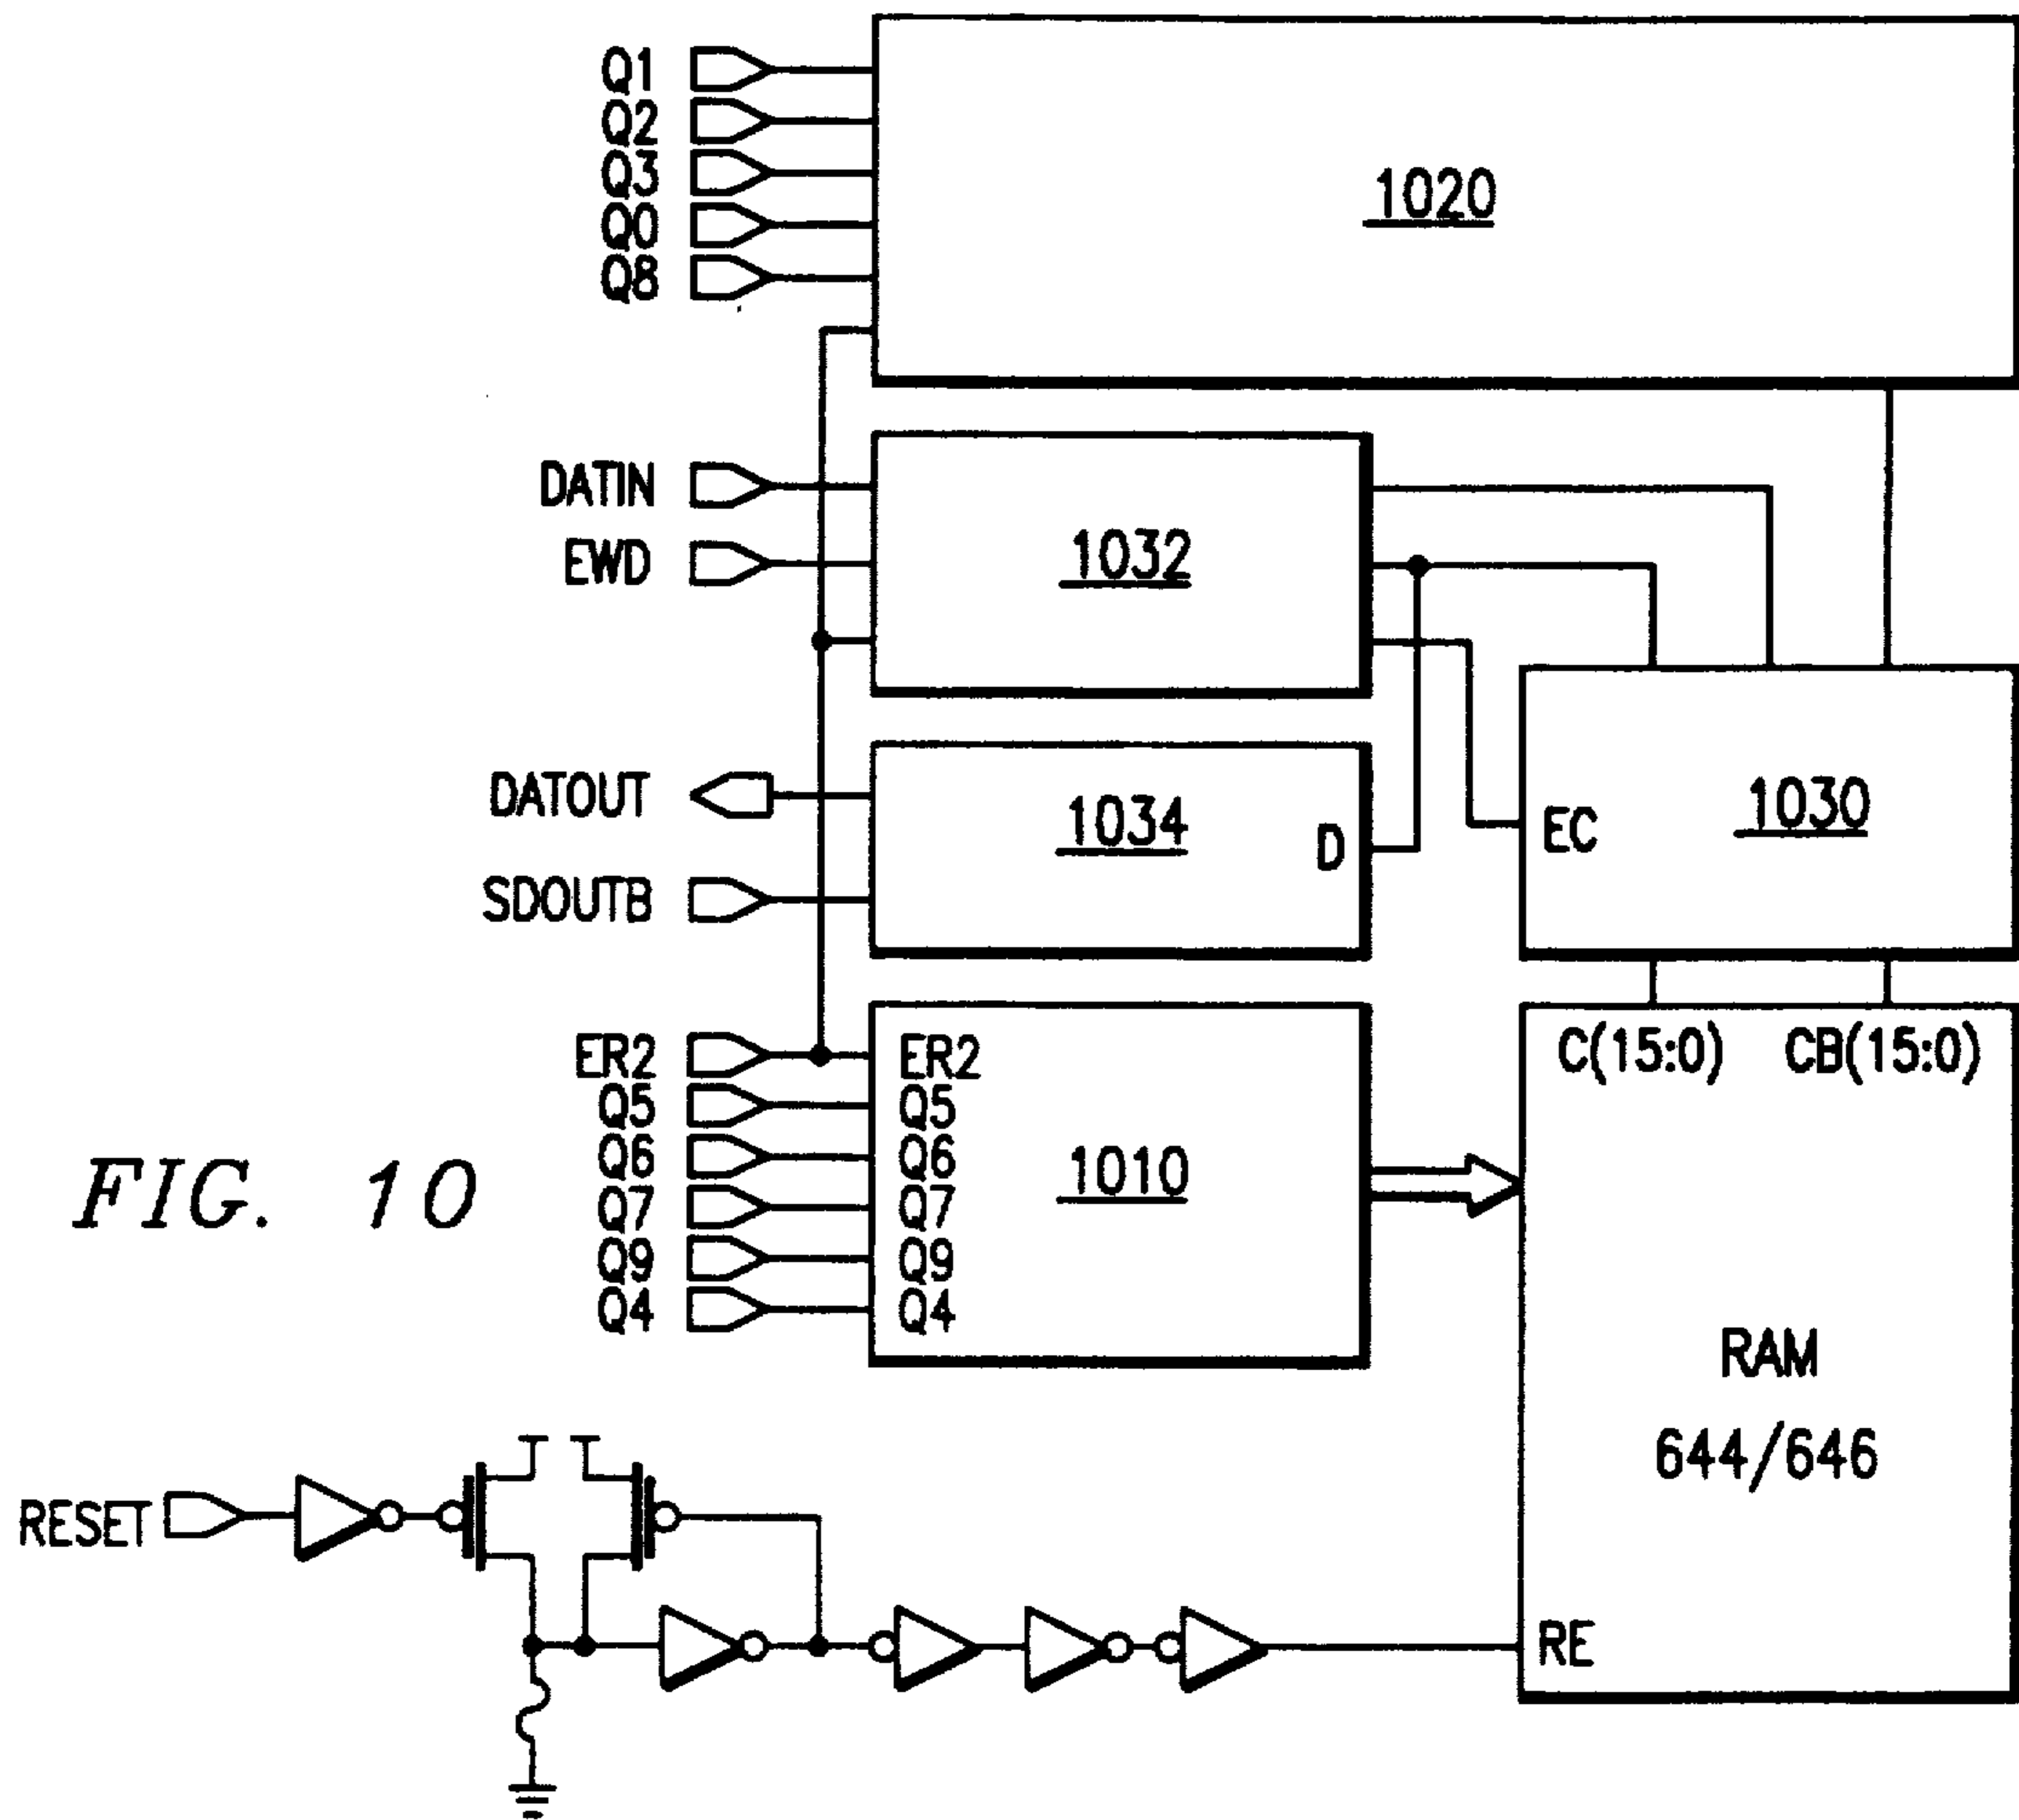 Q1
Q2
Q3
Q0
Q8
1020
DATIN
EWD
1032
DATOUT
SDOUTB
1034
D
EC
1030
ER2
Q5
Q6
Q7
Q9
Q4
ER2
Q5
Q6
Q7
Q9
Q4
1010
C(15:0) CB(15:0)
RAM
644/646
RE
FIG. 10
RESET